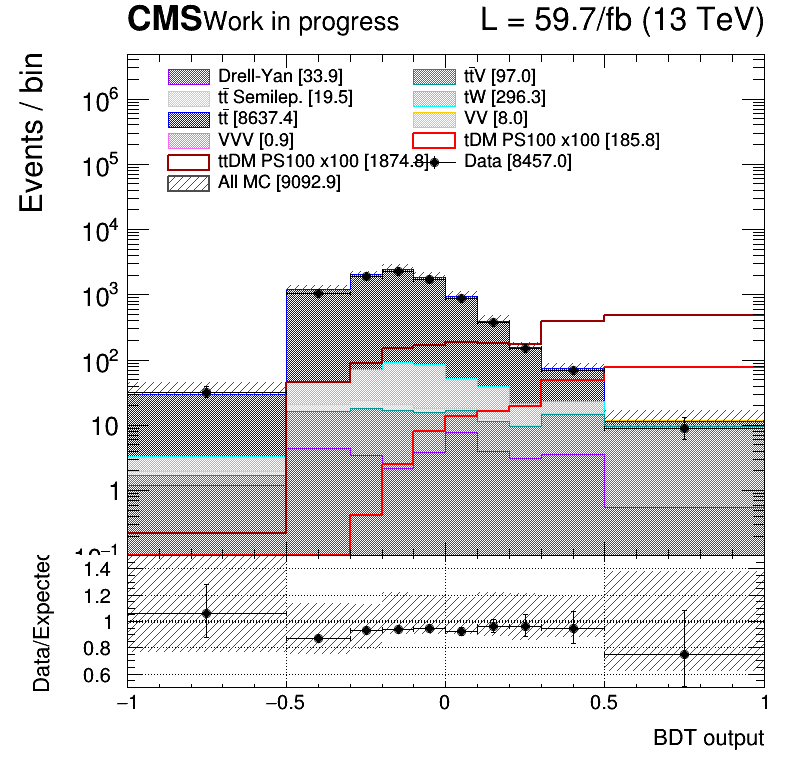 CMS Work in progress L = 59.7/fb (13 TeV)
Events / bin
Drell-Yan [33.9] tt̄V [97.0]
tt̄ Semilep. [19.5] tW [296.3]
tt̄ [8637.4] VV [8.0]
VVV [0.9] tDM PS100 x100 [185.8]
ttDM PS100 x100 [1874.8] Data [8457.0]
All MC [9092.9]
10⁶
10⁵
10⁴
10³
10²
10
1
10⁻¹
Data/Expected
1.4
1.2
1
0.8
0.6
−1 −0.5 0 0.5 1
BDT output